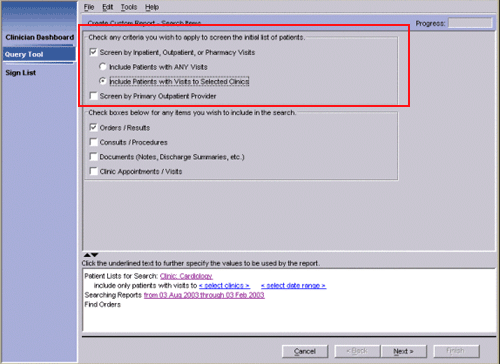 File Edit Tools Help
Create Custom Report - Search Items
Progress:
Clinician Dashboard
Query Tool
Sign List
Check any criteria you wish to apply to screen the initial list of patients.
Screen by Inpatient, Outpatient, or Pharmacy Visits
Include Patients with ANY Visits
Include Patients with Visits to Selected Clinics
Screen by Primary Outpatient Provider
Check boxes below for any items you wish to include in the search.
Orders / Results
Consults / Procedures
Documents (Notes, Discharge Summaries, etc.)
Clinic Appointments / Visits
Click the underlined text to further specify the values to be used by the report.
Patient Lists for Search: Clinic: Cardiology
include only patients with visits to < select clinics > < select date range >
Searching Reports from 03 Aug 2003 through 03 Feb 2003
Find Orders
Cancel < Back Next > Finish